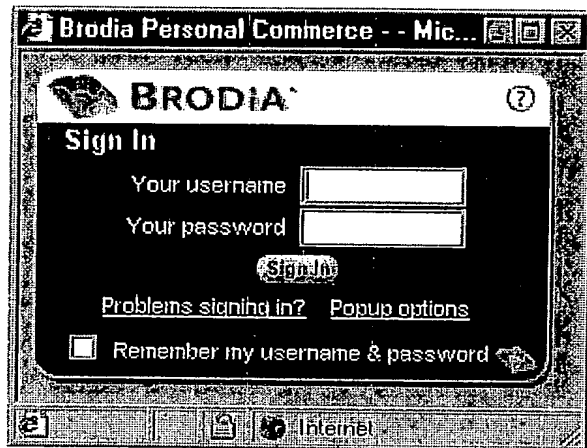 Brodia Personal Commerce - - Mic...
BRODIA
?
Sign In
Your username
Your password
Sign In
Problems signing in? Popup options
Remember my username & password
Internet